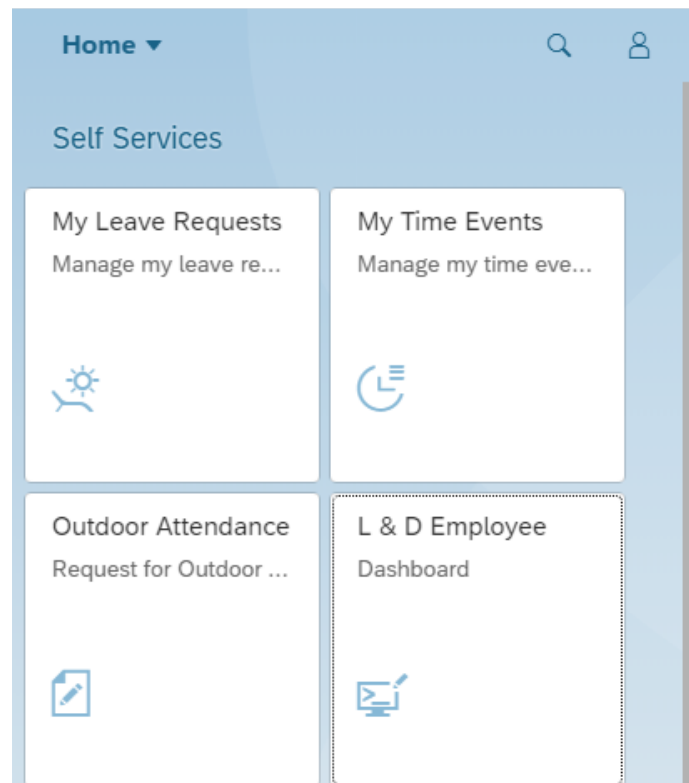 Home
Self Services
My Leave Requests
Manage my leave re...
My Time Events
Manage my time eve...
Outdoor Attendance
Request for Outdoor ...
L & D Employee
Dashboard